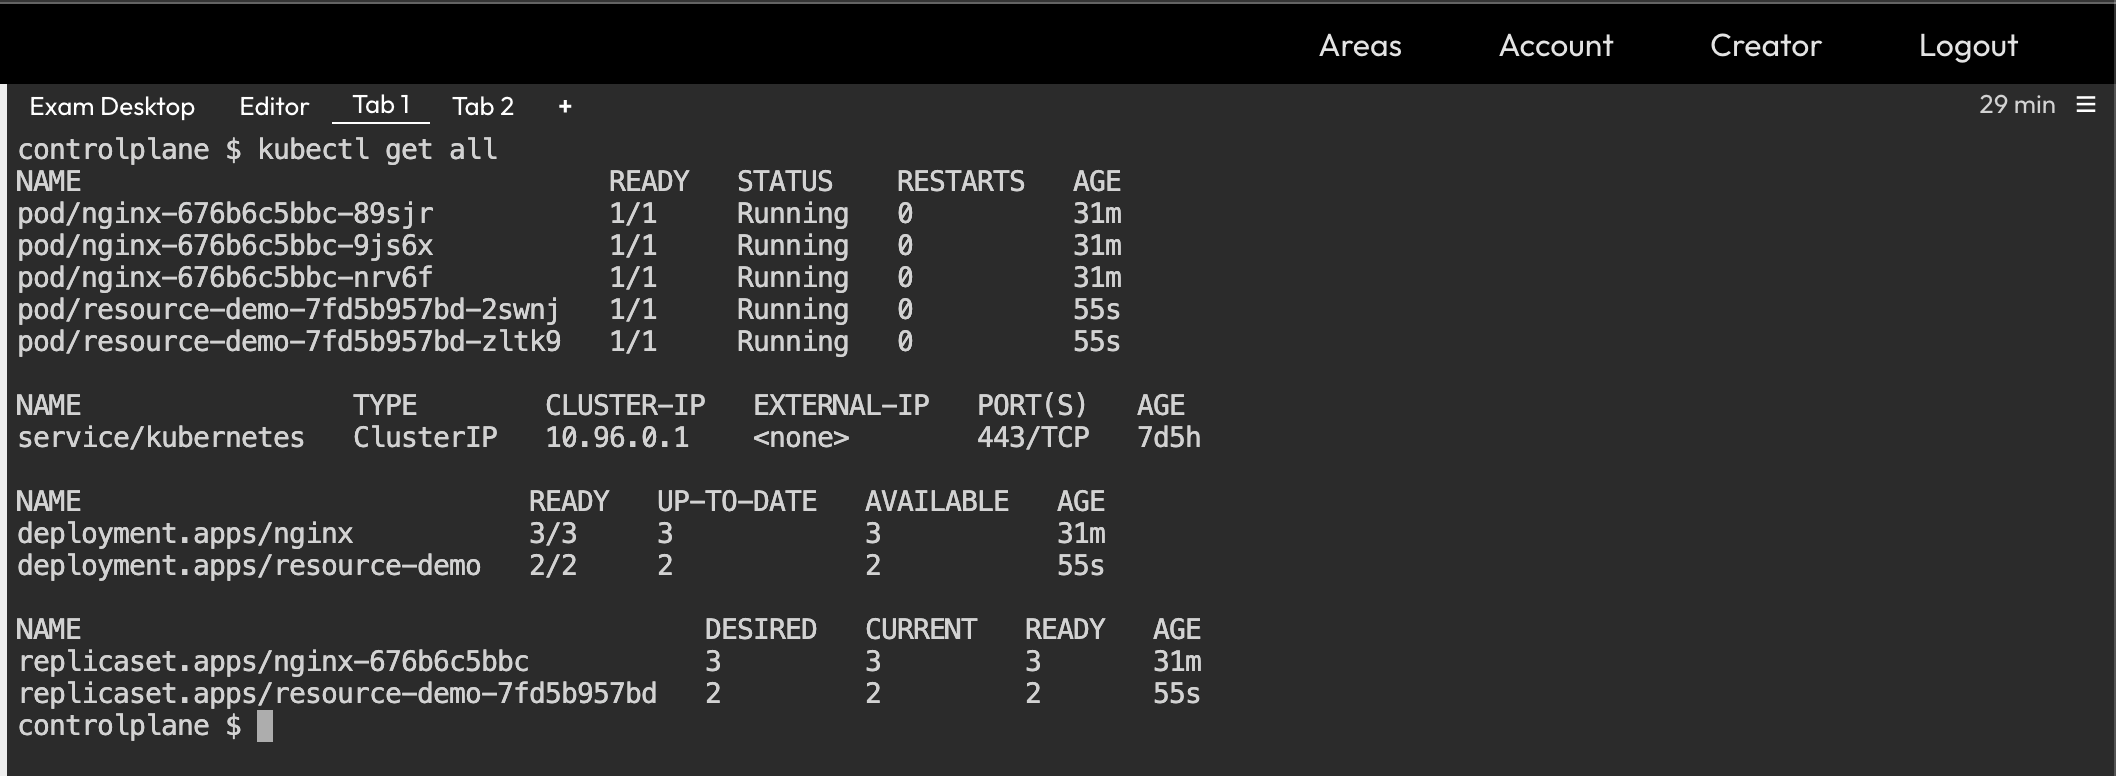 Areas Account Creator Logout
Exam Desktop Editor Tab 1 Tab 2 + 29 min
controlplane $ kubectl get all
NAME READY STATUS RESTARTS AGE
pod/nginx-676b6c5bbc-89sjr 1/1 Running 0 31m
pod/nginx-676b6c5bbc-9js6x 1/1 Running 0 31m
pod/nginx-676b6c5bbc-nrv6f 1/1 Running 0 31m
pod/resource-demo-7fd5b957bd-2swnj 1/1 Running 0 55s
pod/resource-demo-7fd5b957bd-zltk9 1/1 Running 0 55s
NAME TYPE CLUSTER-IP EXTERNAL-IP PORT(S) AGE
service/kubernetes ClusterIP 10.96.0.1 <none> 443/TCP 7d5h
NAME READY UP-TO-DATE AVAILABLE AGE
deployment.apps/nginx 3/3 3 3 31m
deployment.apps/resource-demo 2/2 2 2 55s
NAME DESIRED CURRENT READY AGE
replicaset.apps/nginx-676b6c5bbc 3 3 3 31m
replicaset.apps/resource-demo-7fd5b957bd 2 2 2 55s
controlplane $